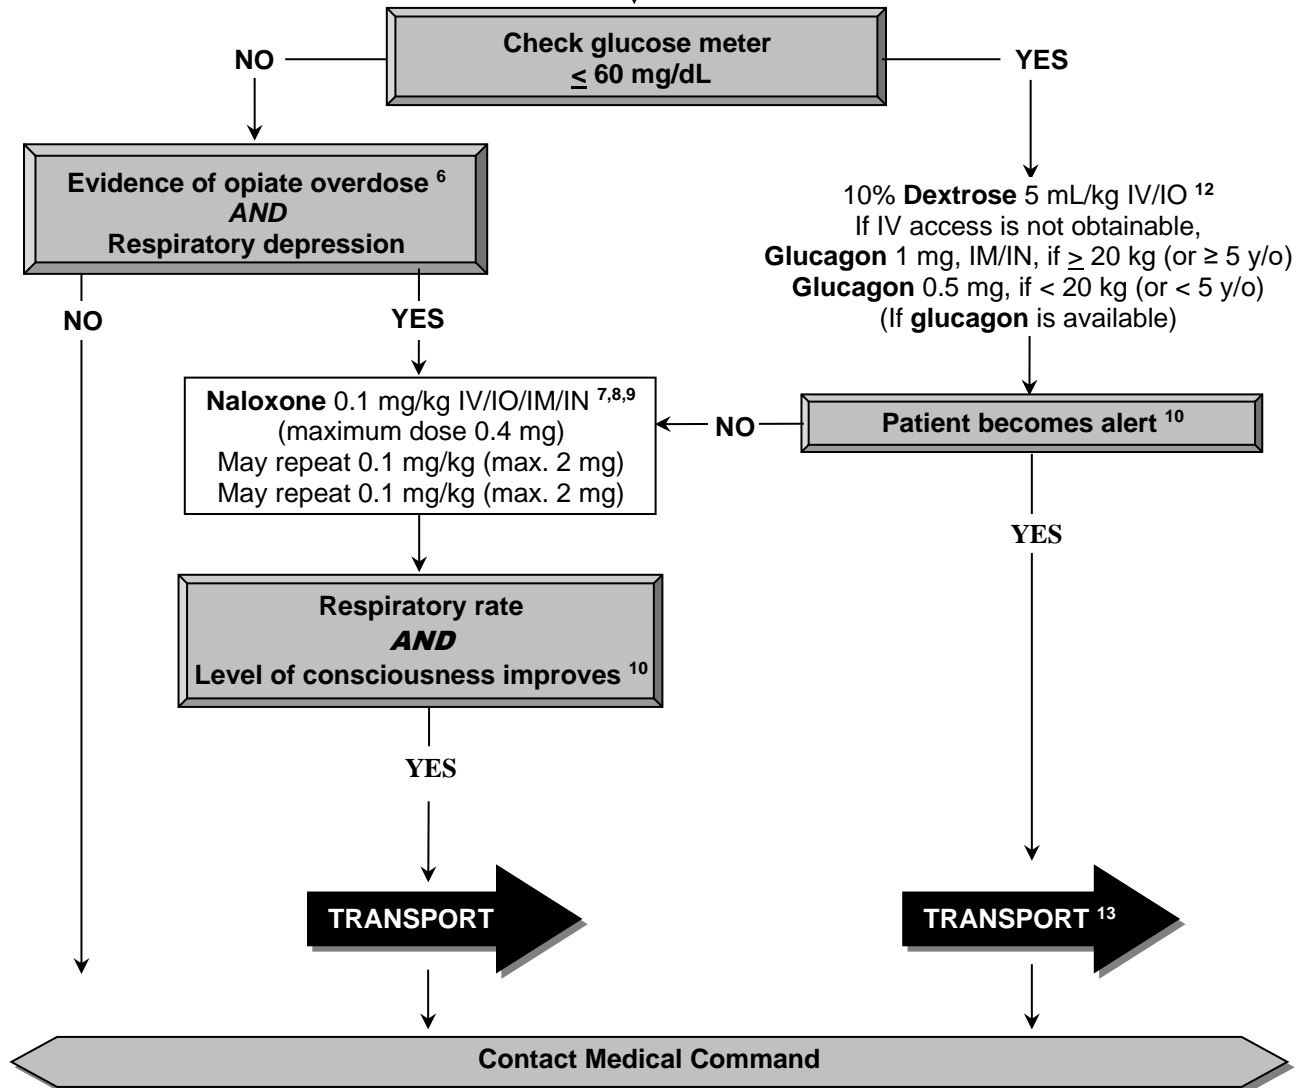 Check glucose meter
≤ 60 mg/dL
NO
YES
Evidence of opiate overdose 6
AND
Respiratory depression
10% Dextrose 5 mL/kg IV/IO 12
If IV access is not obtainable,
Glucagon 1 mg, IM/IN, if ≥ 20 kg (or ≥ 5 y/o)
Glucagon 0.5 mg, if < 20 kg (or < 5 y/o)
(If glucagon is available)
NO
YES
Naloxone 0.1 mg/kg IV/IO/IM/IN 7,8,9
(maximum dose 0.4 mg)
May repeat 0.1 mg/kg (max. 2 mg)
May repeat 0.1 mg/kg (max. 2 mg)
NO
Patient becomes alert 10
YES
Respiratory rate
AND
Level of consciousness improves 10
YES
TRANSPORT
TRANSPORT 13
Contact Medical Command